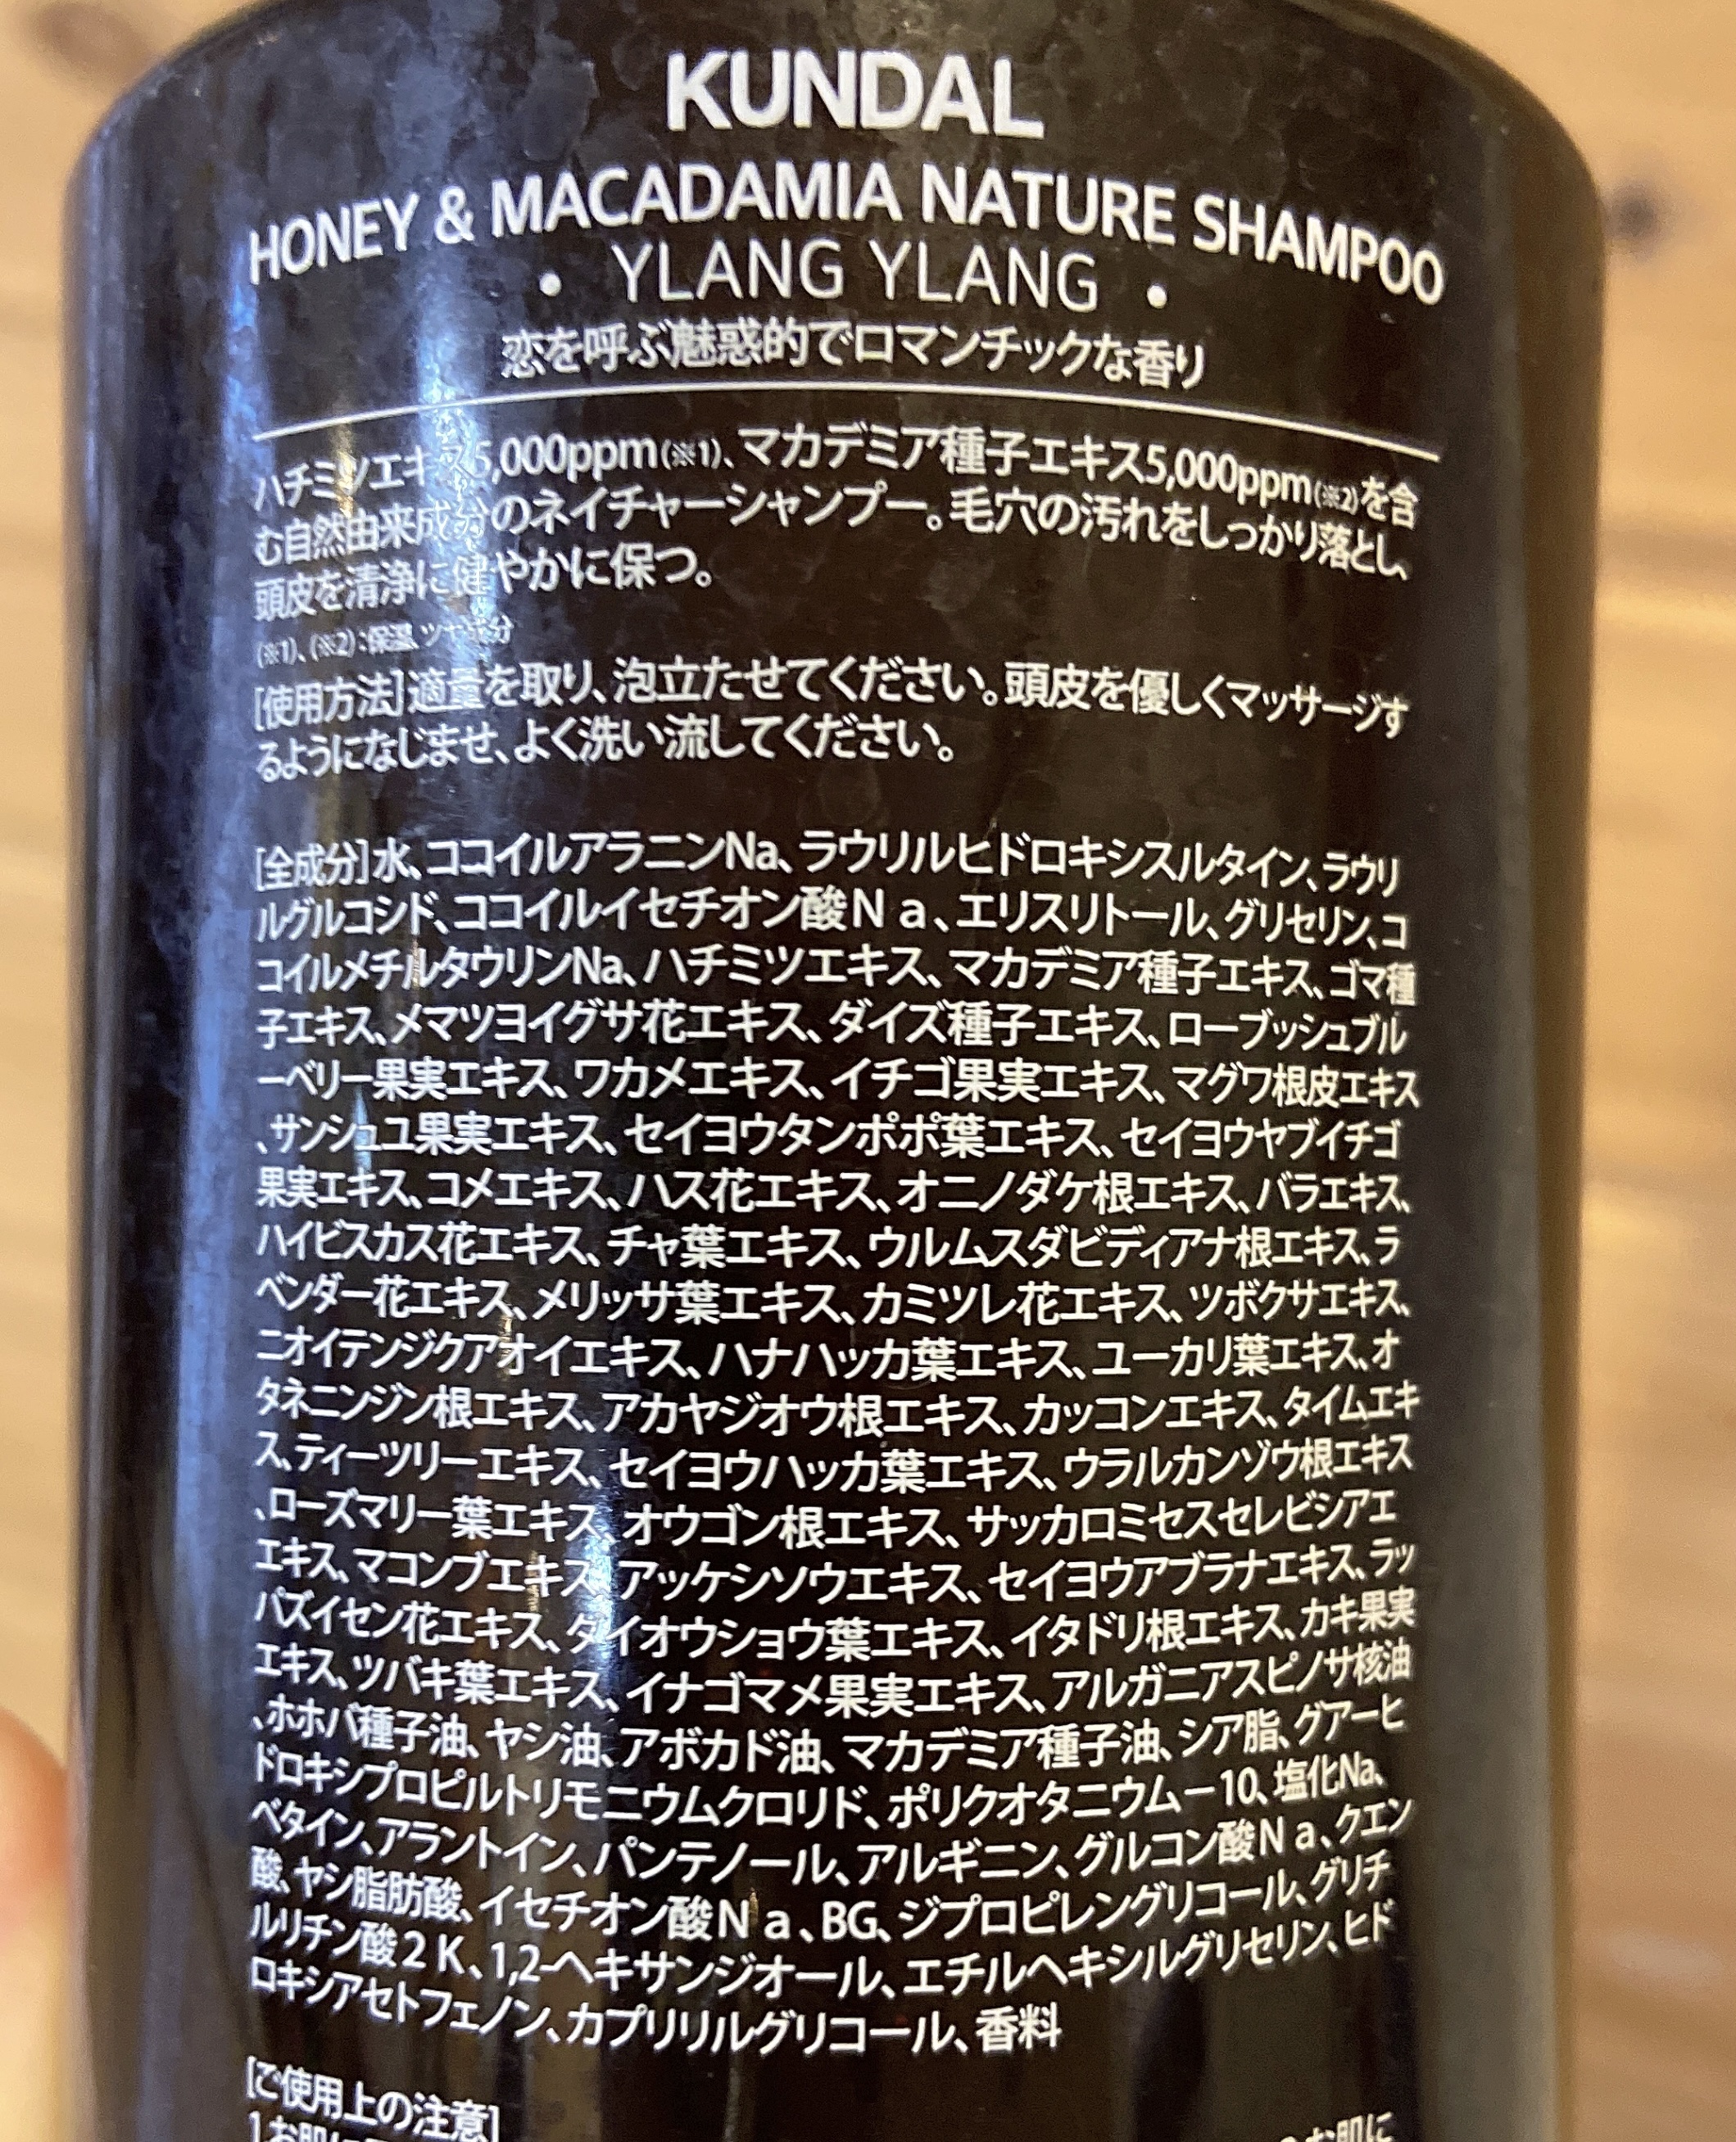 KUNDAL
HONEY & MACADAMIA NATURE SHAMPOO
• YLANG YLANG •
恋を呼ぶ魅惑的でロマンチックな香り
ハチミツエキス5,000ppm(※1)、マカデミア種子エキス5,000ppm(※2)を含
む自然由来成分のネイチャーシャンプー。毛穴の汚れをしっかり落とし、
頭皮を清浄に健やかに保つ。
(※1)、(※2):保湿、ツヤ成分
[使用方法]適量を取り、泡立たせてください。頭皮を優しくマッサージす
るようになじませ、よく洗い流してください。
[全成分]水、ココイルアラニンNa、ラウリルヒドロキシスルタイン、ラウリ
ルグルコシド、ココイルイセチオン酸Ｎａ、エリスリトール、グリセリン、コ
コイルメチルタウリンNa、ハチミツエキス、マカデミア種子エキス、ゴマ種
子エキス、メマツヨイグサ花エキス、ダイズ種子エキス、ローブッシュブル
ーベリー果実エキス、ワカメエキス、イチゴ果実エキス、マグワ根皮エキス
、サンシュユ果実エキス、セイヨウタンポポ葉エキス、セイヨウヤブイチゴ
果実エキス、コメエキス、ハス花エキス、オニノダケ根エキス、バラエキス、
ハイビスカス花エキス、チャ葉エキス、ウルムスダビディアナ根エキス、ラ
ベンダー花エキス、メリッサ葉エキス、カミツレ花エキス、ツボクサエキス、
ニオイテンジクアオイエキス、ハナハッカ葉エキス、ユーカリ葉エキス、オ
タネニンジン根エキス、アカヤジオウ根エキス、カッコンエキス、タイムエキ
ス、ティーツリーエキス、セイヨウハッカ葉エキス、ウラルカンゾウ根エキス
、ローズマリー葉エキス、オウゴン根エキス、サッカロミセスセレビシアエ
エキス、マコンブエキス、アッケシソウエキス、セイヨウアブラナエキス、ラッ
パズイセン花エキス、ダイオウショウ葉エキス、イタドリ根エキス、カキ果実
エキス、ツバキ葉エキス、イナゴマメ果実エキス、アルガニアスピノサ核油
、ホホバ種子油、ヤシ油、アボカド油、マカデミア種子油、シア脂、グアーヒ
ドロキシプロピルトリモニウムクロリド、ポリクオタニウム－10、塩化Na、
ベタイン、アラントイン、パンテノール、アルギニン、グルコン酸Ｎａ、クエン
酸、ヤシ脂肪酸、イセチオン酸Ｎａ、BG、ジプロピレングリコール、グリチ
ルリチン酸２Ｋ、1,2-ヘキサンジオール、エチルヘキシルグリセリン、ヒド
ロキシアセトフェノン、カプリリルグリコール、香料
[ご使用上の注意]